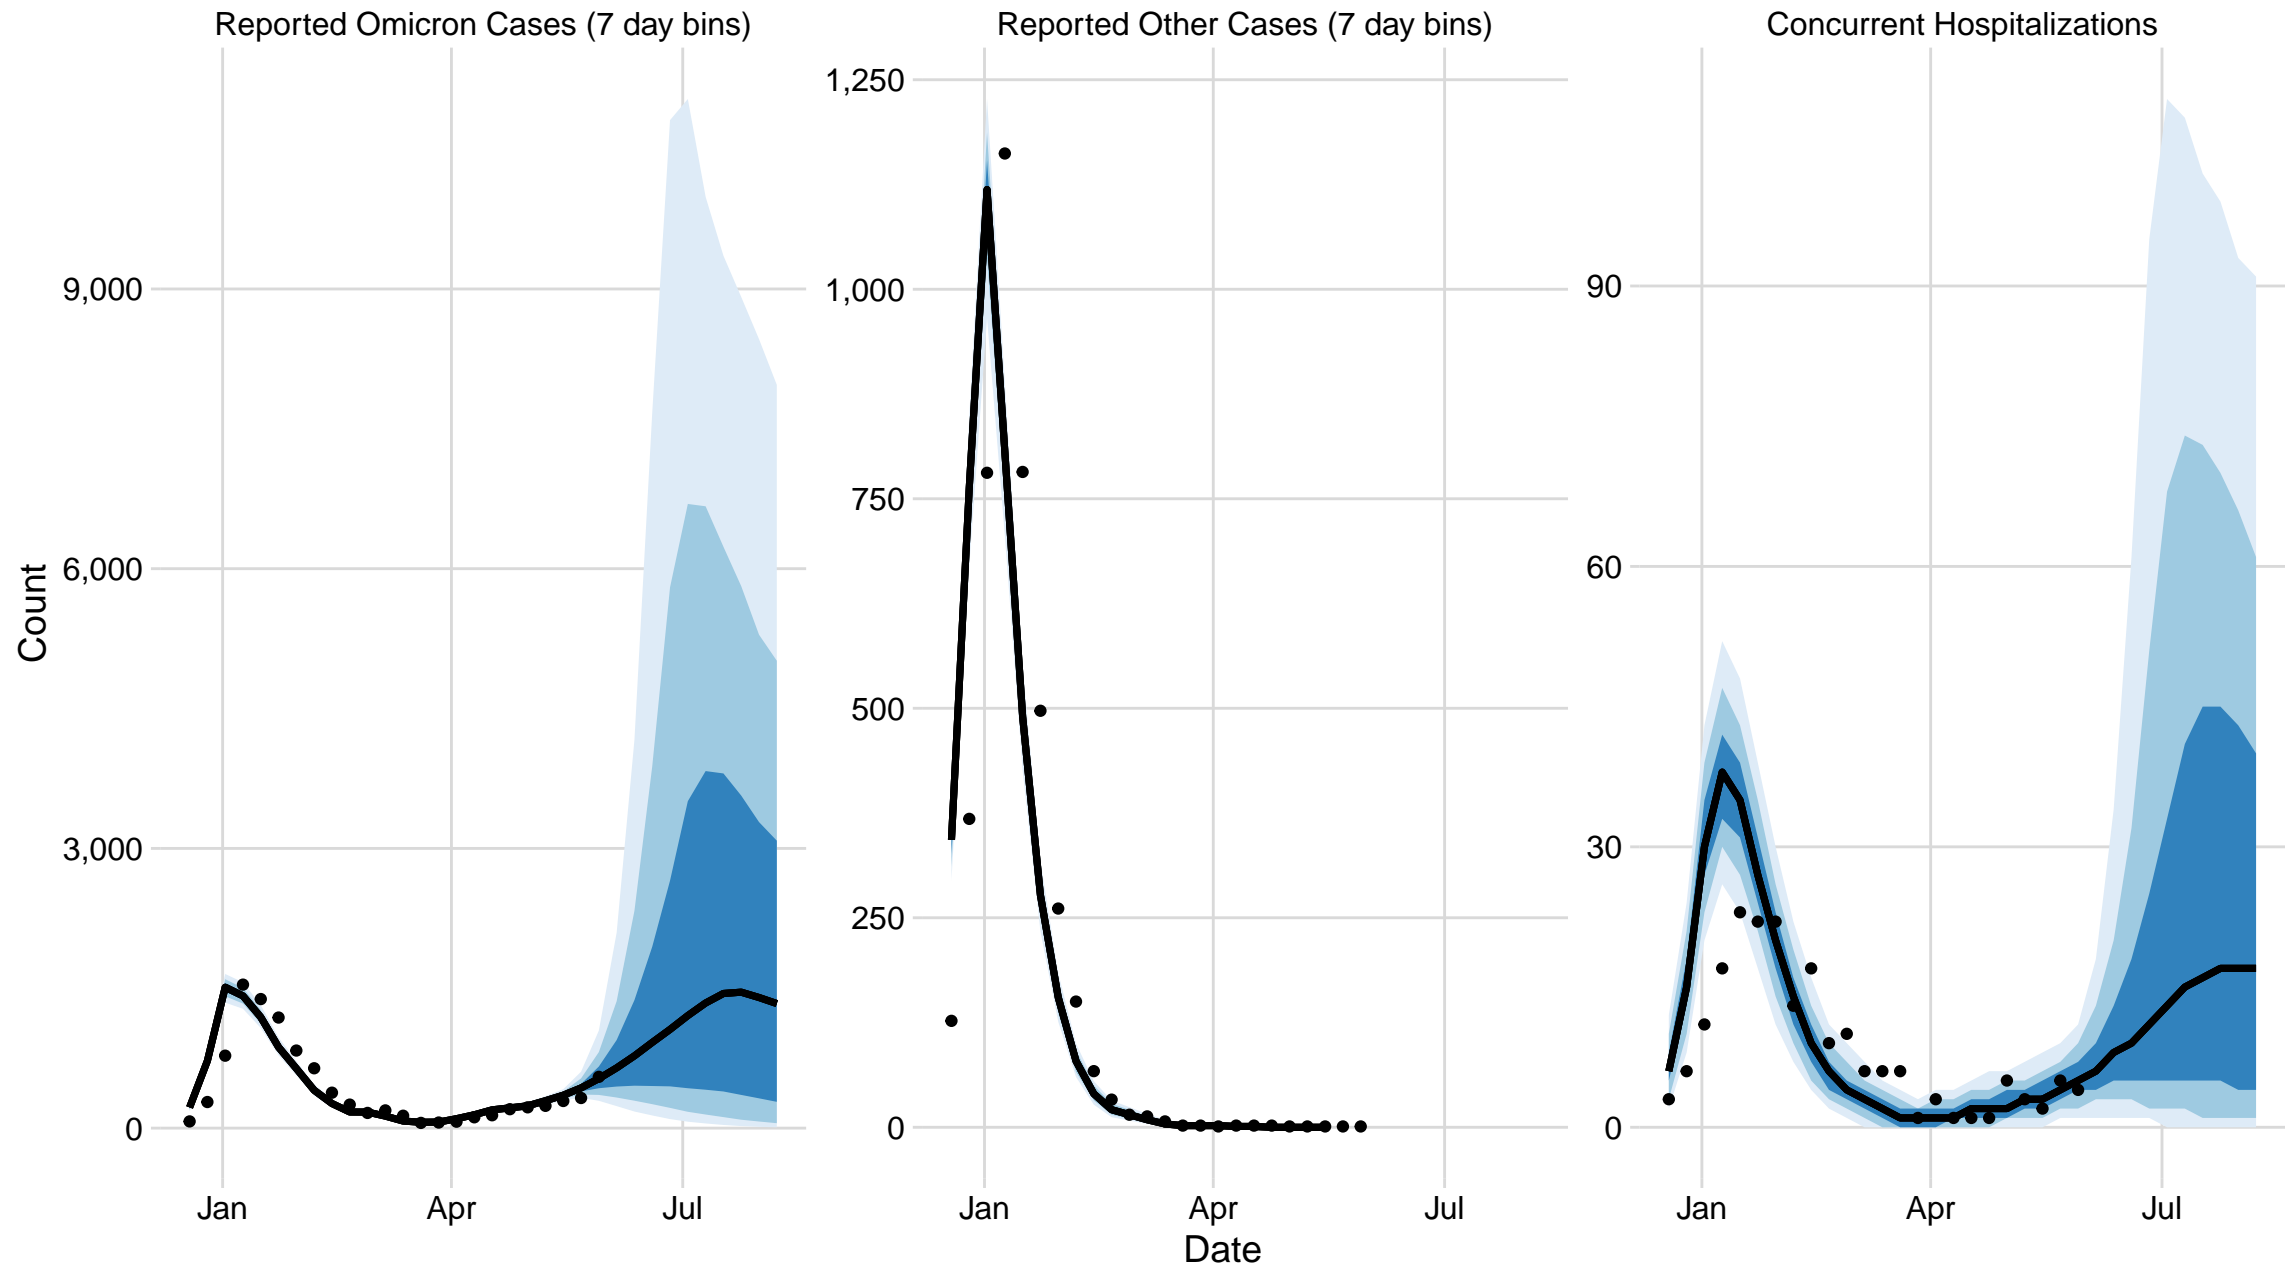 Reported Omicron Cases (7 day bins)
Reported Other Cases (7 day bins)
Concurrent Hospitalizations
Count
9,000
6,000
3,000
0
Jan
Apr
Jul
1,250
1,000
750
500
250
0
Jan
Apr
Jul
90
60
30
0
Jan
Apr
Jul
Date